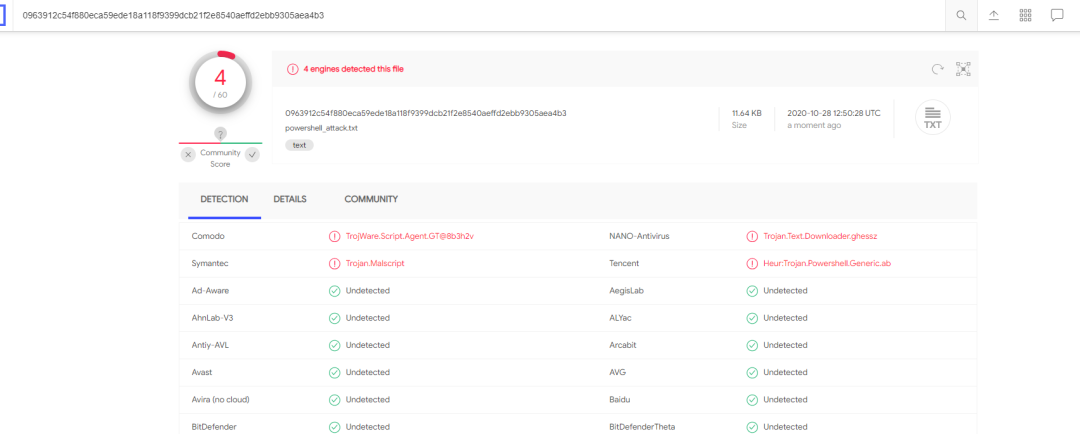 0963912c54f880eca59ede18a118f9399dcb21f2e8540aeffd2ebb9305aea4b3
4
/ 60
?
Community
Score
4 engines detected this file
0963912c54f880eca59ede18a118f9399dcb21f2e8540aeffd2ebb9305aea4b3
powershell_attack.txt
text
11.64 KB
Size
2020-10-28 12:50:28 UTC
a moment ago
TXT
DETECTION DETAILS COMMUNITY
Comodo TrojWare.Script.Agent.GT@8b3h2v NANO-Antivirus Trojan.Text.Downloader.ghessz
Symantec Trojan.Malscript Tencent Heur:Trojan.Powershell.Generic.ab
Ad-Aware Undetected AegisLab Undetected
AhnLab-V3 Undetected ALYac Undetected
Antiy-AVL Undetected Arcabit Undetected
Avast Undetected AVG Undetected
Avira (no cloud) Undetected Baidu Undetected
BitDefender Undetected BitDefenderTheta Undetected